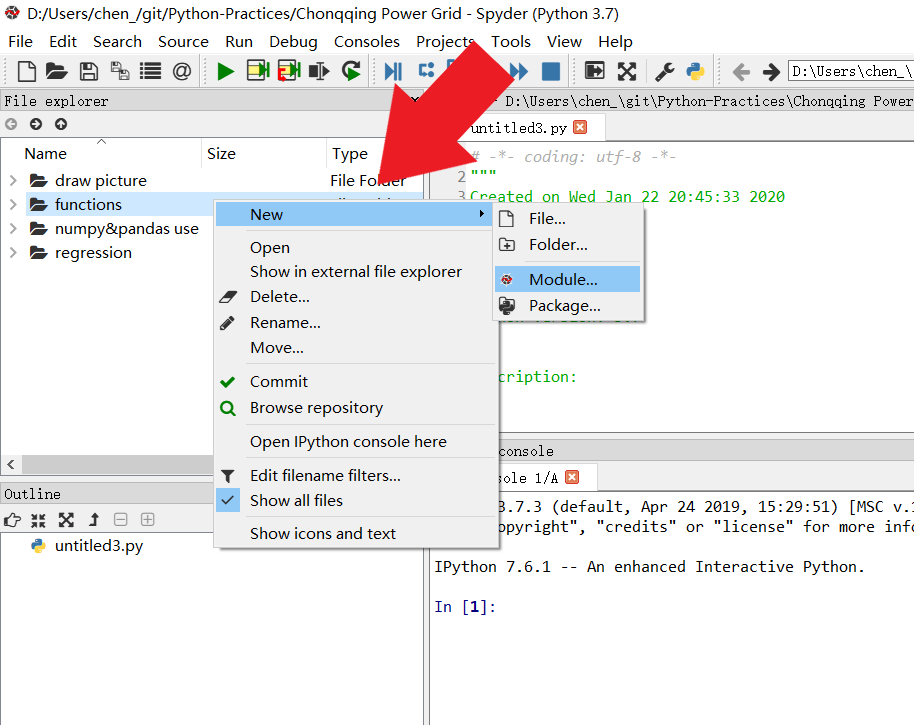 D:/Users/chen_/git/Python-Practices/Chonqqing Power Grid - Spyder (Python 3.7)
File Edit Search Source Run Debug Consoles Projects Tools View Help
D:\Users\chen_\
File explorer
D:\Users\chen_\git\Python-Practices\Chonqqing Power
untitled3.py
Name Size Type
draw picture File Folder
functions
numpy&pandas use
regression
# -*- coding: utf-8 -*-
2 """
3 Created on Wed Jan 22 20:45:33 2020
New
Open
Show in external file explorer
Delete...
Rename...
Move...
Commit
Browse repository
Open IPython console here
Edit filename filters...
Show all files
Show icons and text
File...
Folder...
Module...
Package...
cription:
Outline
untitled3.py
console
sole 1/A
3.7.3 (default, Apr 24 2019, 15:29:51) [MSC v.1
opyright", "credits" or "license" for more info
IPython 7.6.1 -- An enhanced Interactive Python.
In [1]: